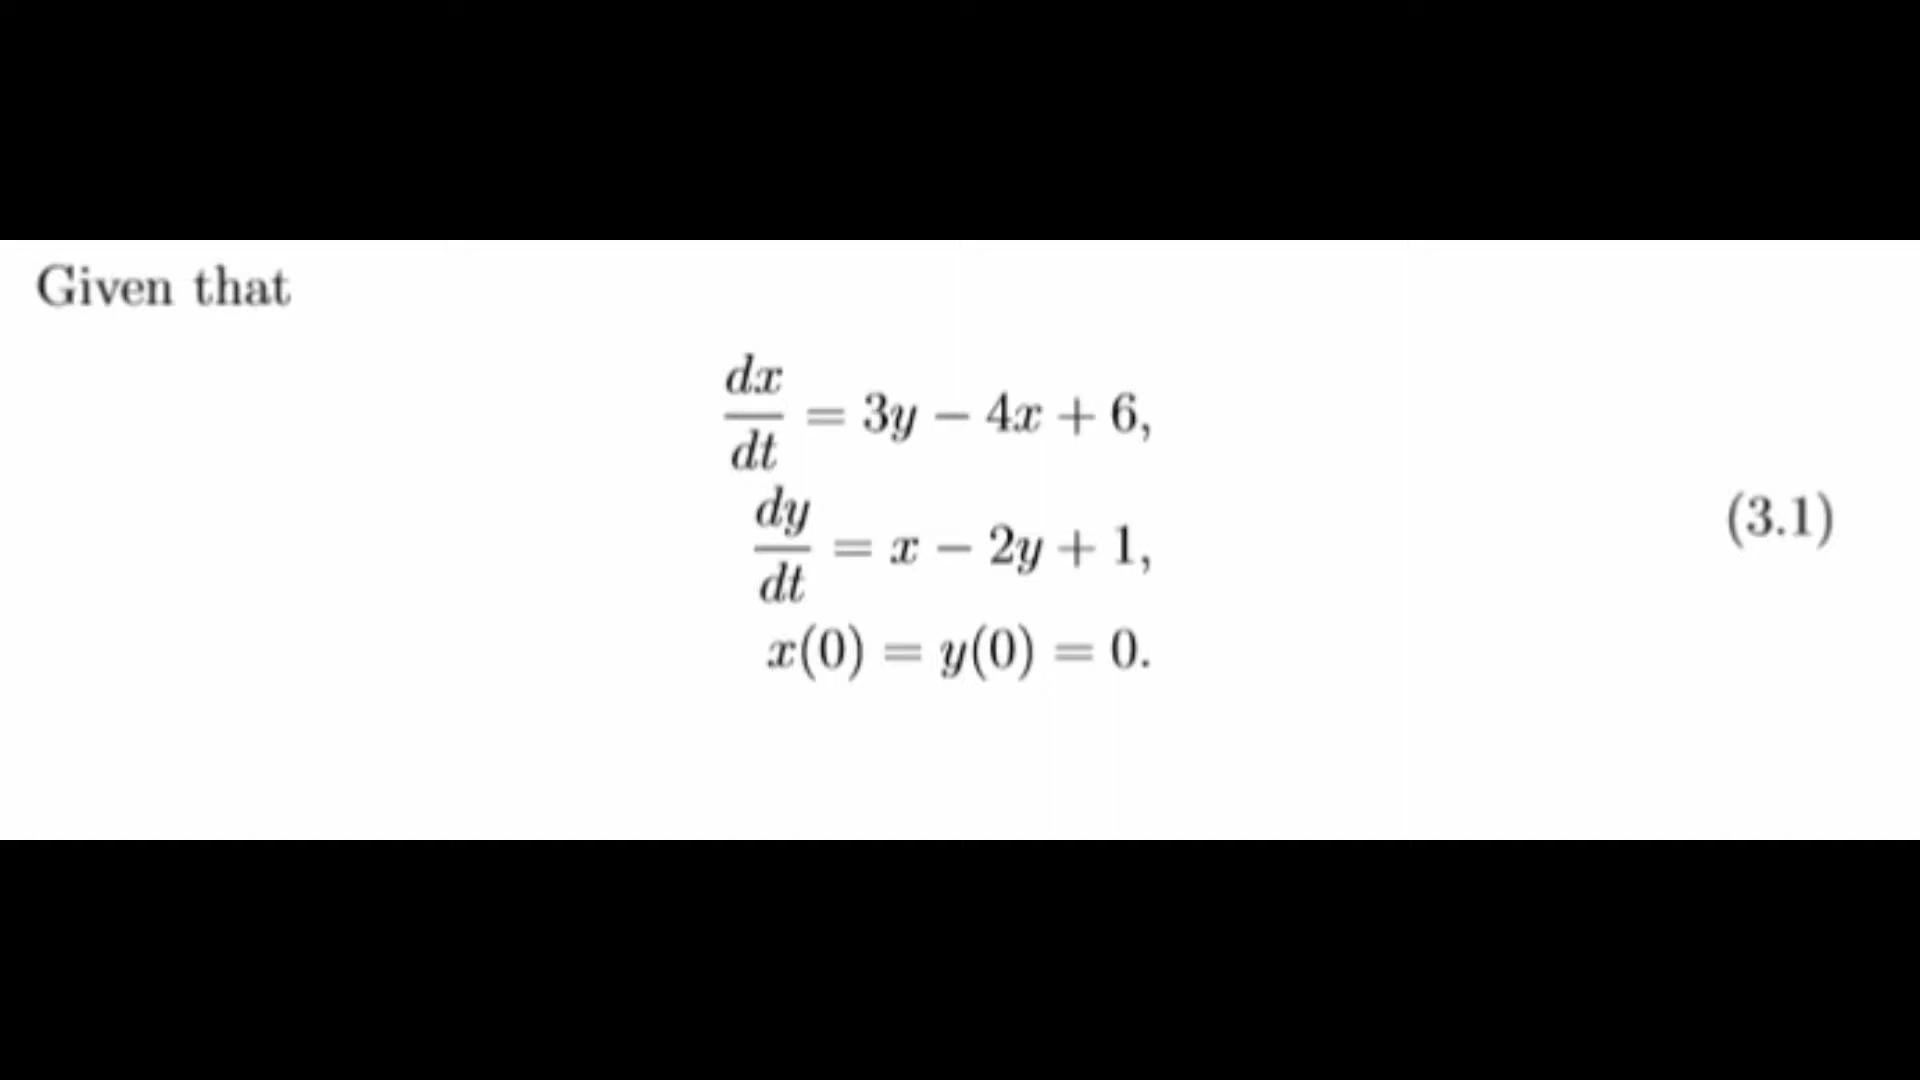 Given that
dx/dt = 3y − 4x + 6,
dy/dt = x − 2y + 1,
(3.1)
x(0) = y(0) = 0.